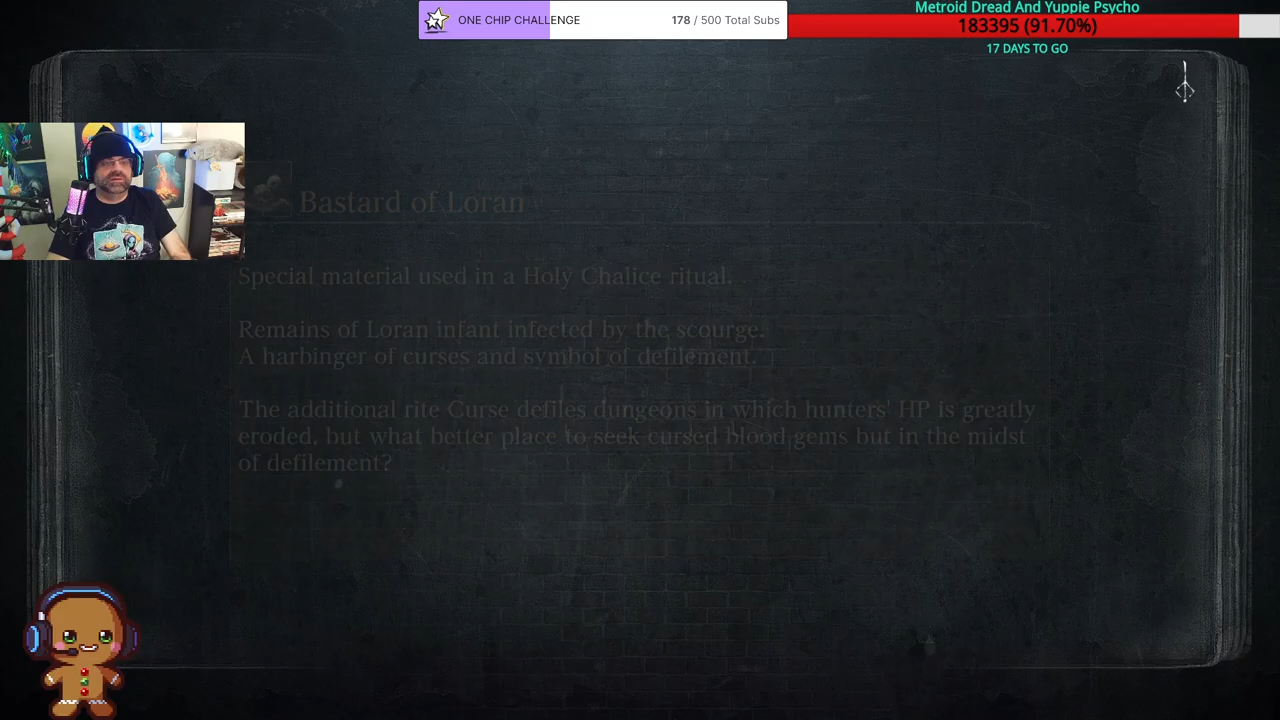 ONE CHIP CHALLENGE
178 / 500 Total Subs
Metroid Dread And Yuppie Psycho
183395 (91.70%)
17 DAYS TO GO
Bastard of Loran
Special material used in a Holy Chalice ritual.
Remains of Loran infant infected by the scourge.
A harbinger of curses and symbol of defilement.
The additional rite Curse defiles dungeons in which hunters' HP is greatly
eroded, but what better place to seek cursed blood gems but in the midst
of defilement?